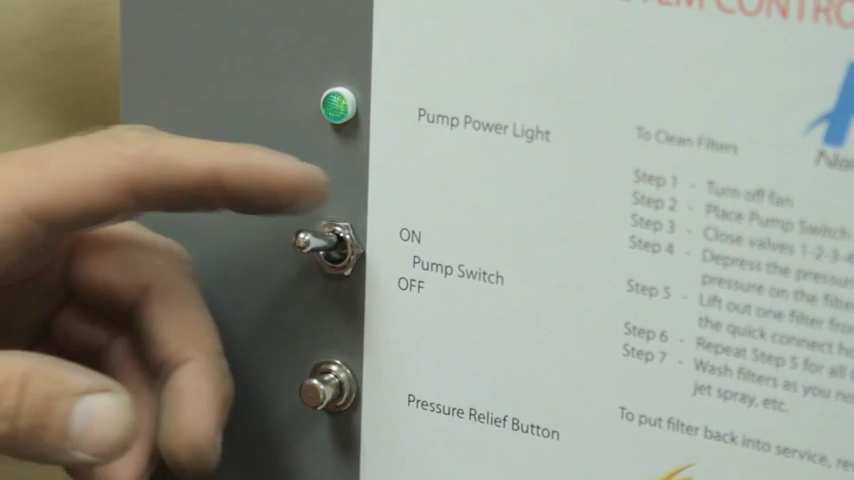 CONTRO
Pump Power Light
ON
Pump Switch
OFF
Pressure Relief Button
To Clean Filters
Step 1 - Turn off fan
Step 2 - Place Pump Switch
Step 3 - Close valves 1-2-3-4
Step 4 - Depress the pressu
pressure on the filte
Step 5 - Lift out one filter fro
the quick connect ho
Step 6 - Repeat Step 5 for all
Step 7 - Wash filters as you no
jet spray, etc.
To put filter back into service, re